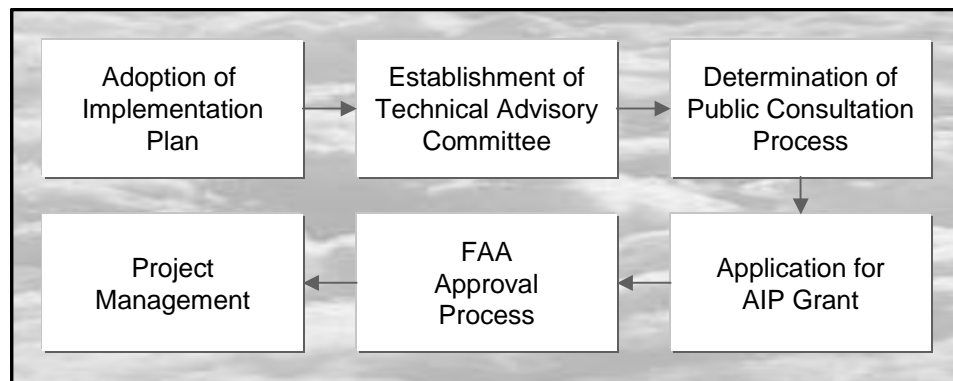 Adoption of
Implementation
Plan
Establishment of
Technical Advisory
Committee
Determination of
Public Consultation
Process
Application for
AIP Grant
FAA
Approval
Process
Project
Management